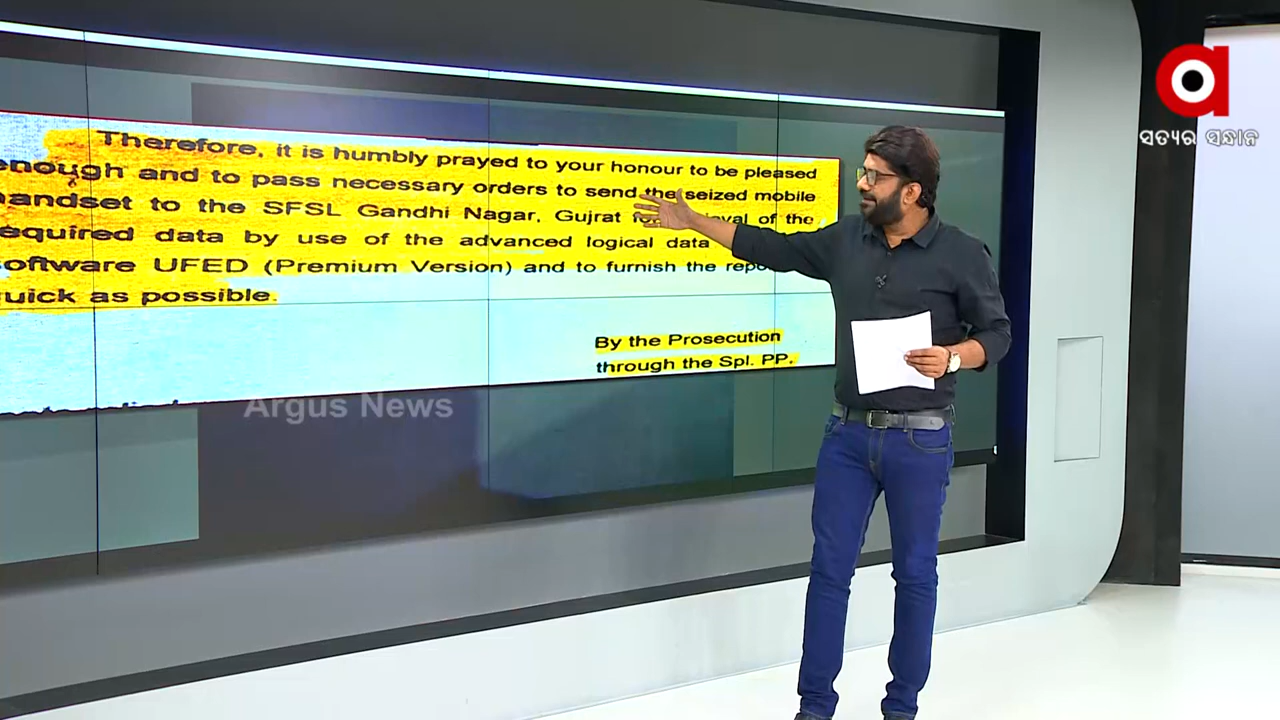 Therefore, it is humbly prayed to your honour to be pleased
enough and to pass necessary orders to send the seized mobile
handset to the SFSL Gandhi Nagar, Gujrat of the
required data by use of the advanced logical data
software UFED (Premium Version) and to furnish the
quick as possible.
By the Prosecution
through the Spl. PP.
Argus News
ସତ୍ୟର ସନ୍ଧାନ